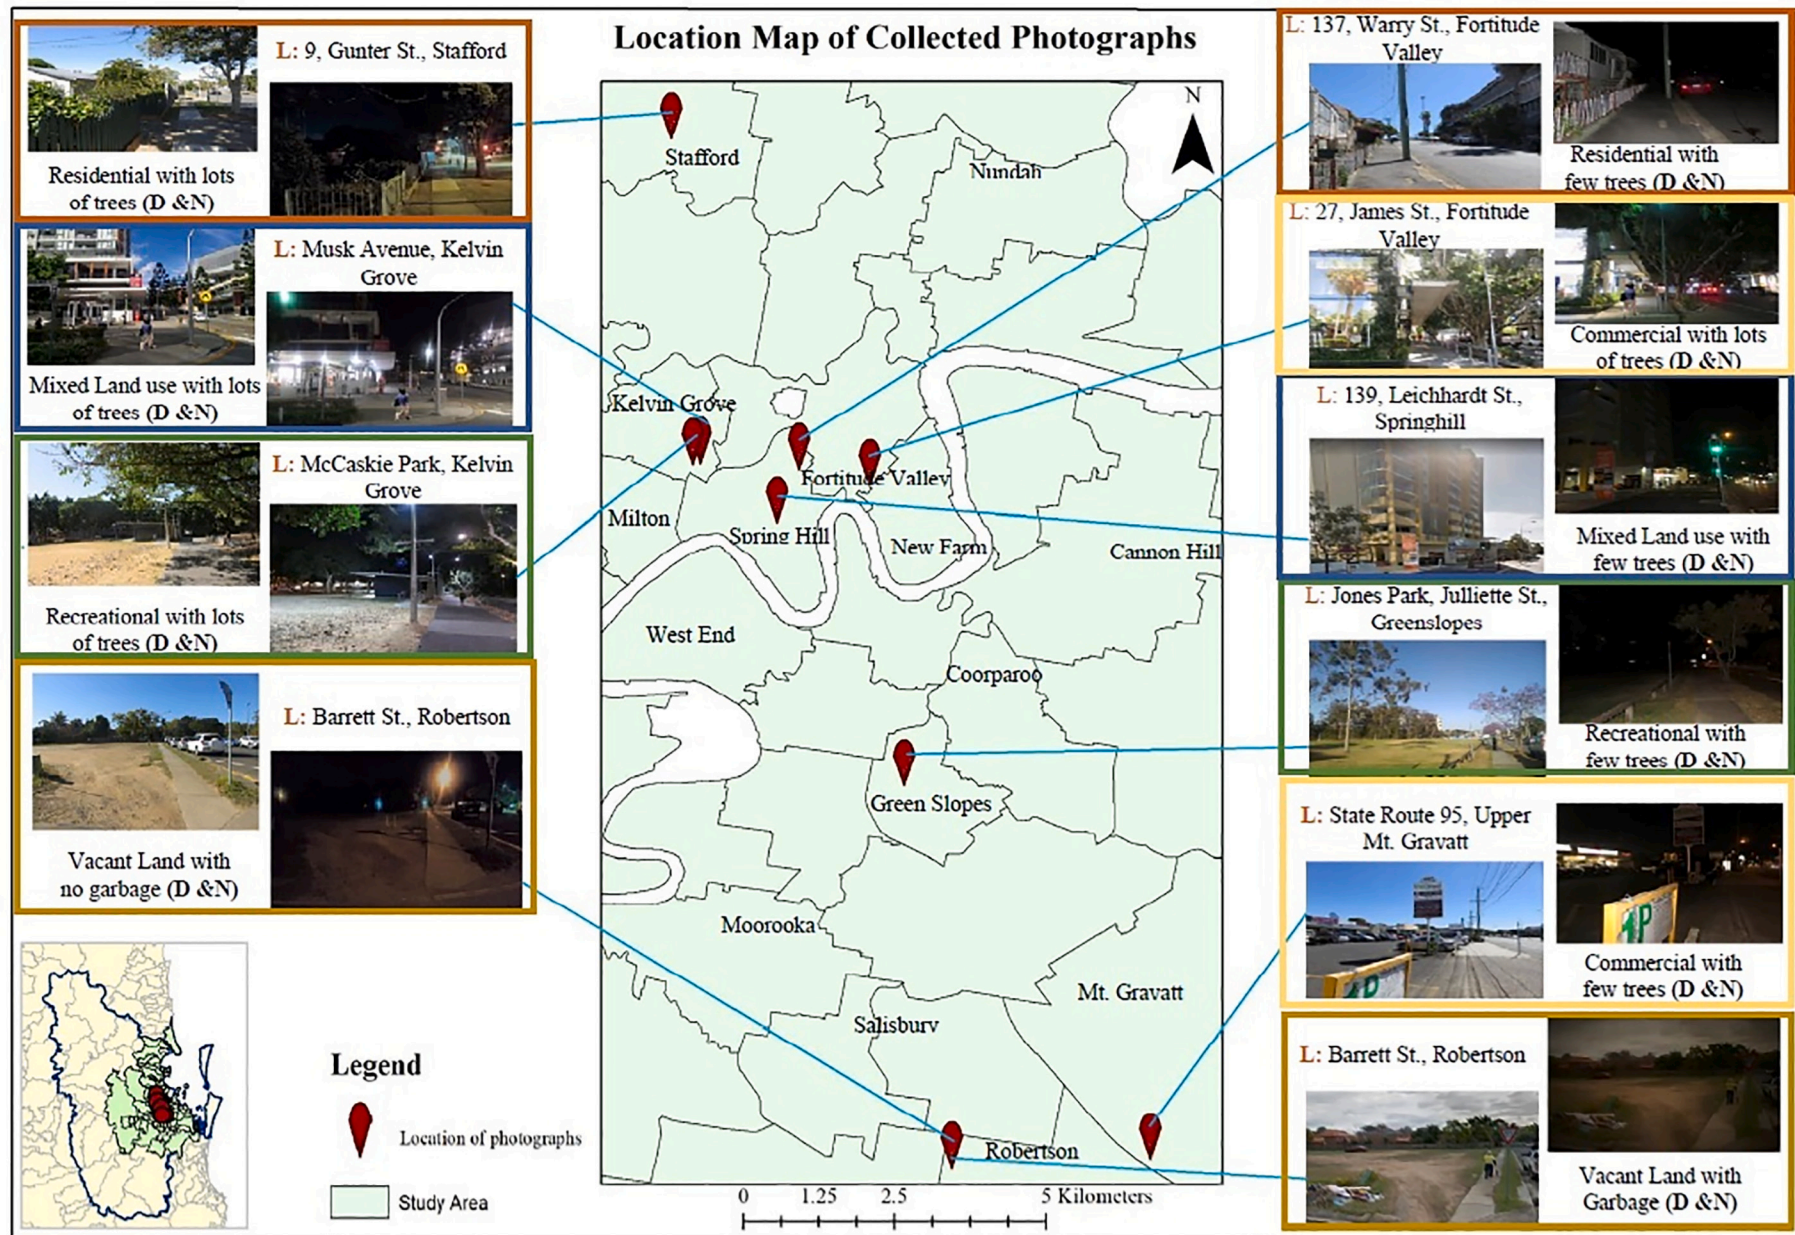 Location Map of Collected Photographs
L: 9, Gunter St., Stafford
Residential with lots
of trees (D &N)
L: Musk Avenue, Kelvin
Grove
Mixed Land use with lots
of trees (D &N)
L: McCaskie Park, Kelvin
Grove
Recreational with lots
of trees (D &N)
L: Barrett St., Robertson
Vacant Land with
no garbage (D &N)
Legend
Location of photographs
Study Area
N
Stafford
Nundah
Kelvin Grove
Fortitude Valley
Milton
Spring Hill
New Farm
Cannon Hill
West End
Coorparoo
Green Slopes
Moorooka
Mt. Gravatt
Salisbury
Robertson
0 1.25 2.5 5 Kilometers
L: 137, Warry St., Fortitude
Valley
Residential with
few trees (D &N)
L: 27, James St., Fortitude
Valley
Commercial with lots
of trees (D &N)
L: 139, Leichhardt St.,
Springhill
Mixed Land use with
few trees (D &N)
L: Jones Park, Julliette St.,
Greenslopes
Recreational with
few trees (D &N)
L: State Route 95, Upper
Mt. Gravatt
1P
P
Commercial with
few trees (D &N)
L: Barrett St., Robertson
Vacant Land with
Garbage (D &N)